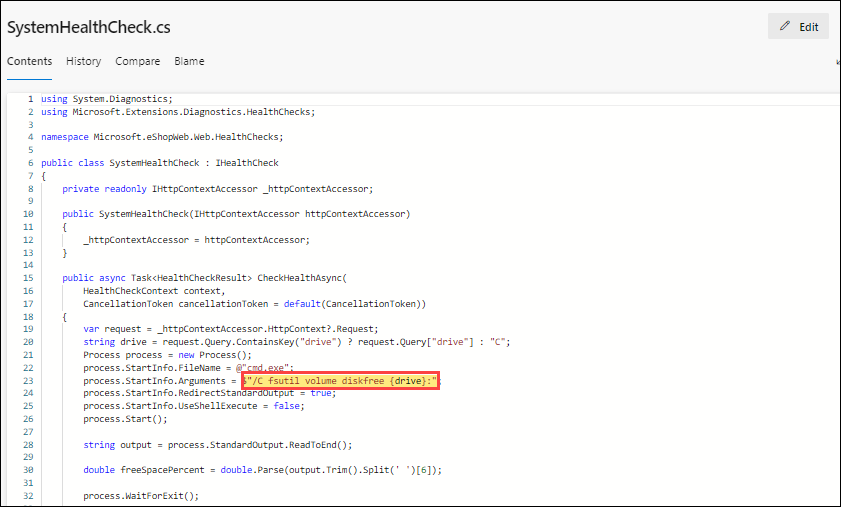 SystemHealthCheck.cs
Edit
Contents History Compare Blame
1 using System.Diagnostics;
2 using Microsoft.Extensions.Diagnostics.HealthChecks;
3
4 namespace Microsoft.eShopWeb.Web.HealthChecks;
5
6 public class SystemHealthCheck : IHealthCheck
7 {
8 private readonly IHttpContextAccessor _httpContextAccessor;
9
10 public SystemHealthCheck(IHttpContextAccessor httpContextAccessor)
11 {
12 _httpContextAccessor = httpContextAccessor;
13 }
14
15 public async Task<HealthCheckResult> CheckHealthAsync(
16 HealthCheckContext context,
17 CancellationToken cancellationToken = default(CancellationToken))
18 {
19 var request = _httpContextAccessor.HttpContext?.Request;
20 string drive = request.Query.ContainsKey("drive") ? request.Query["drive"] : "C";
21 Process process = new Process();
22 process.StartInfo.FileName = @"cmd.exe";
23 process.StartInfo.Arguments = $"/C fsutil volume diskfree {drive}:";
24 process.StartInfo.RedirectStandardOutput = true;
25 process.StartInfo.UseShellExecute = false;
26 process.Start();
27
28 string output = process.StandardOutput.ReadToEnd();
29
30 double freeSpacePercent = double.Parse(output.Trim().Split(' ')[6]);
31
32 process.WaitForExit();